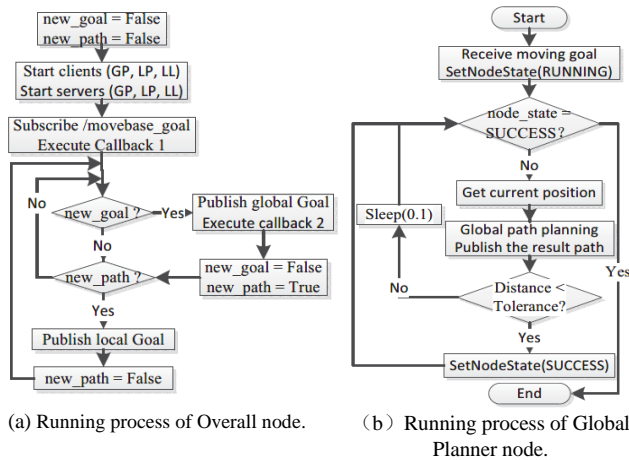 new_goal = False
new_path = False
Start clients (GP, LP, LL)
Start servers (GP, LP, LL)
Subscribe /movebase_goal
Execute Callback 1
No
new_goal ?
Yes
Publish global Goal
Execute callback 2
No
new_goal = False
new_path = True
new_path ?
Yes
Publish local Goal
new_path = False
(a) Running process of Overall node.
Start
Receive moving goal
SetNodeState(RUNNING)
node_state =
SUCCESS?
No
Get current position
Sleep(0.1)
Global path planning
Publish the result path
Yes
No
Distance <
Tolerance?
Yes
SetNodeState(SUCCESS)
End
(b) Running process of Global
Planner node.